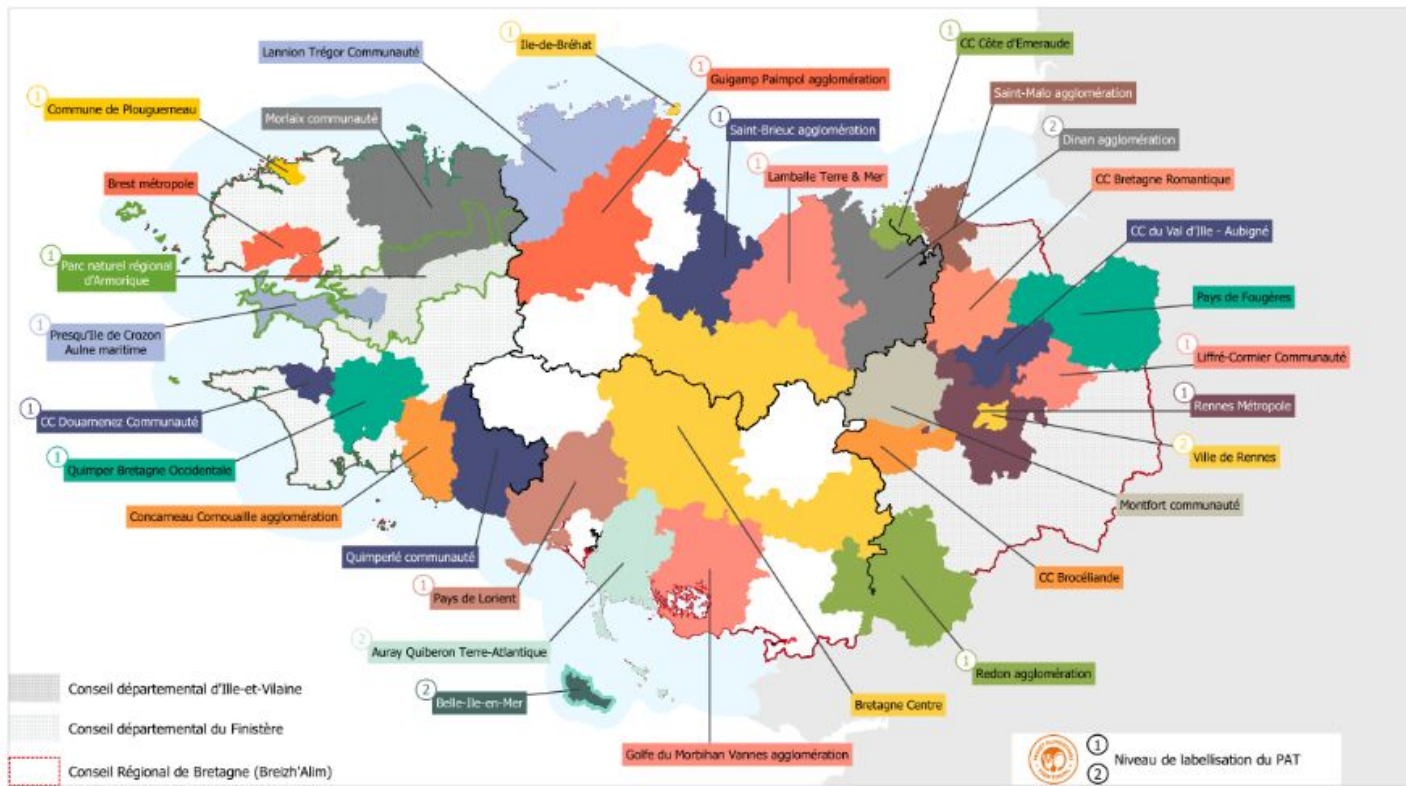 1
Ile-de-Bréhat
1
CC Côte d'Emeraude
Lannion Trégor Communauté
1
Guigamp Paimpol agglomération
Saint-Malo agglomération
1
Commune de Plouguerneau
Morlaix communauté
1
Saint-Brieuc agglomération
2
Dinan agglomération
Brest métropole
1
Lamballe Terre & Mer
CC Bretagne Romantique
CC du Val d'Ille - Aubigné
1
Parc naturel régional
d'Armorique
Pays de Fougères
1
Presqu'Ile de Crozon
Aulne maritime
1
Liffré-Cormier Communauté
1
CC Douarnenez Communauté
1
Rennes Métropole
1
Quimper Bretagne Occidentale
2
Ville de Rennes
Concarneau Cornouaille agglomération
Montfort communauté
Quimperlé communauté
CC Brocéliande
1
Pays de Lorient
2
Auray Quiberon Terre-Atlantique
1
Redon agglomération
2
Belle-Ile-en-Mer
Bretagne Centre
Golfe du Morbihan Vannes agglomération
Conseil départemental d'Ille-et-Vilaine
Conseil départemental du Finistère
Conseil Régional de Bretagne (Breizh'Alim)
1
2
Niveau de labellisation du PAT